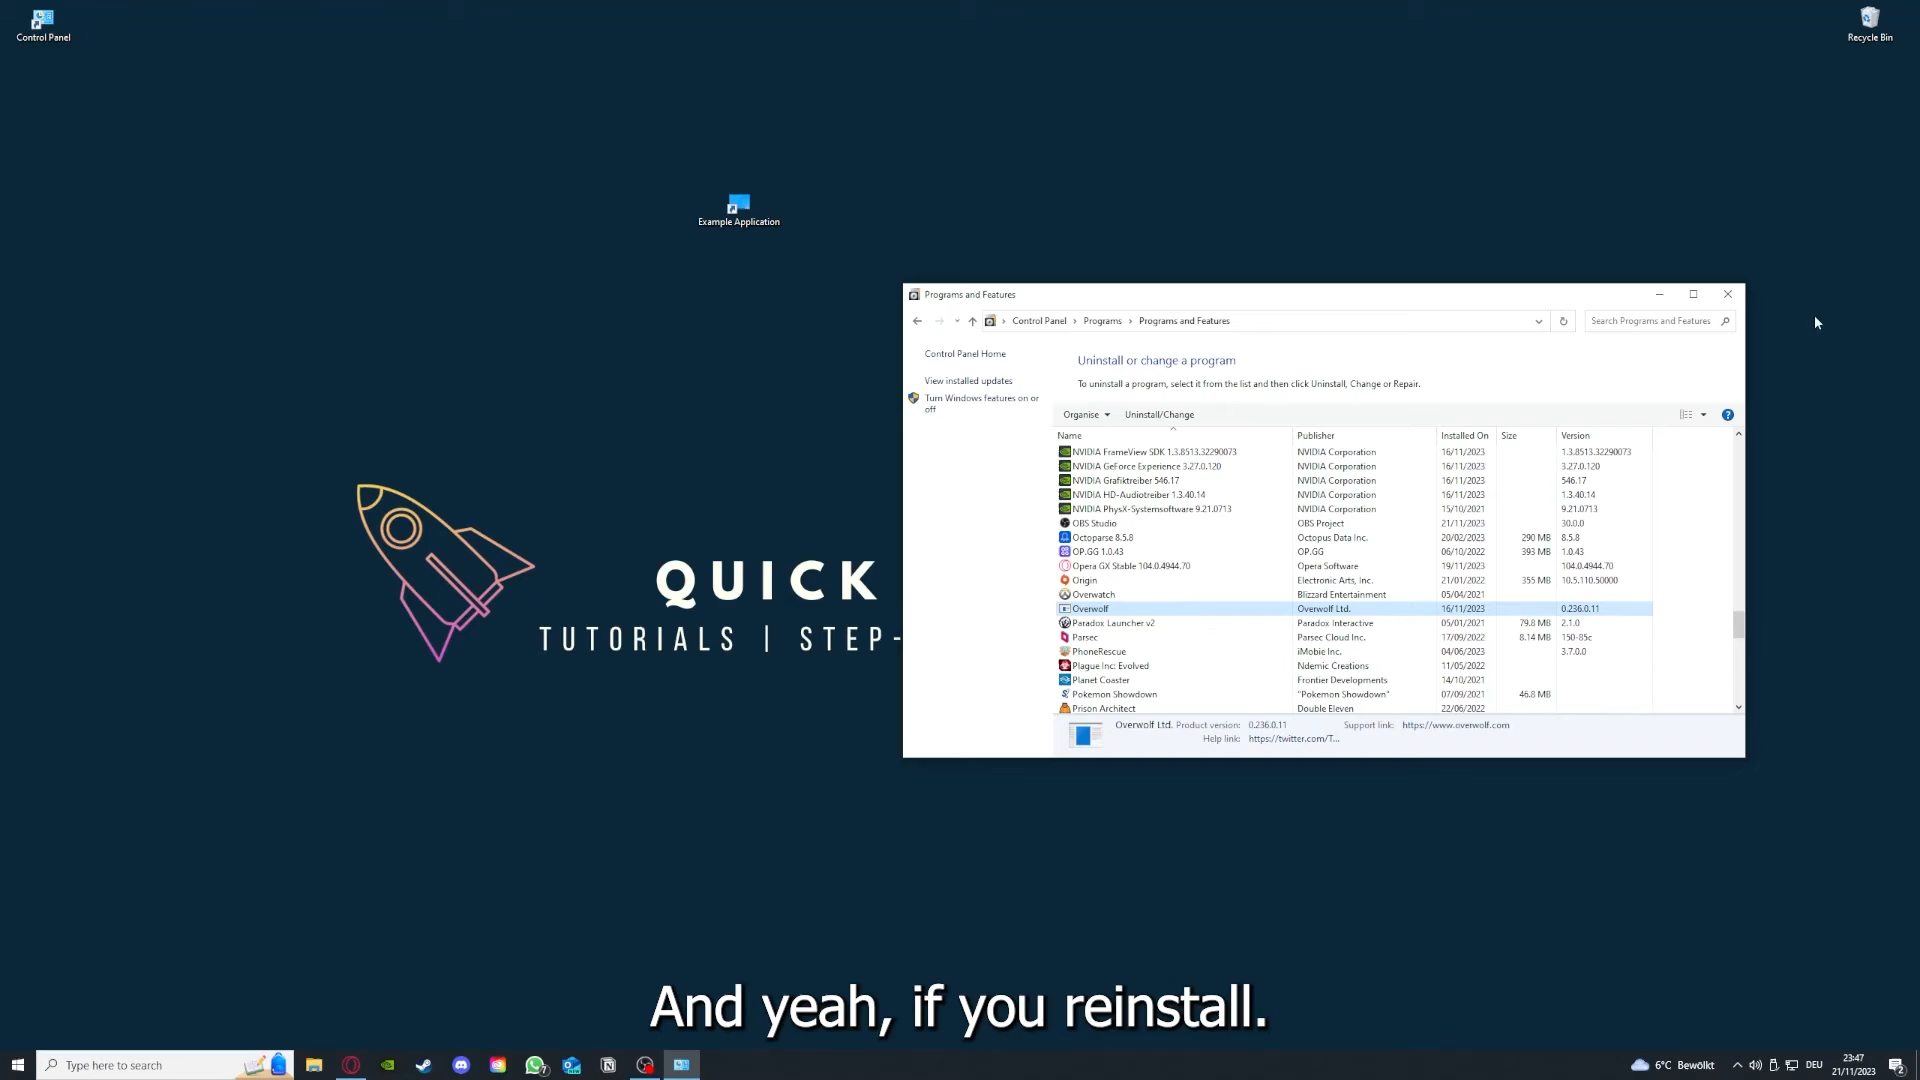 Control Panel
Recycle Bin
Example Application
QUICK
TUTORIALS | STEP-
Programs and Features
Control Panel > Programs > Programs and Features
Search Programs and Features
Control Panel Home
View installed updates
Turn Windows features on or
off
Uninstall or change a program
To uninstall a program, select it from the list and then click Uninstall, Change or Repair.
Organise Uninstall/Change
Name Publisher Installed On Size Version
NVIDIA FrameView SDK 1.3.8513.32290073 NVIDIA Corporation 16/11/2023 1.3.8513.32290073
NVIDIA GeForce Experience 3.27.0.120 NVIDIA Corporation 16/11/2023 3.27.0.120
NVIDIA Grafiktreiber 546.17 NVIDIA Corporation 16/11/2023 546.17
NVIDIA HD-Audiotreiber 1.3.40.14 NVIDIA Corporation 16/11/2023 1.3.40.14
NVIDIA PhysX-Systemsoftware 9.21.0713 NVIDIA Corporation 15/10/2021 9.21.0713
OBS Studio OBS Project 21/11/2023 30.0.0
Octoparse 8.5.8 Octopus Data Inc. 20/02/2023 290 MB 8.5.8
OP.GG 1.0.43 OP.GG 06/10/2022 393 MB 1.0.43
Opera GX Stable 104.0.4944.70 Opera Software 19/11/2023 104.0.4944.70
Origin Electronic Arts, Inc. 21/01/2022 355 MB 10.5.110.50000
Overwatch Blizzard Entertainment 05/04/2021
Overwolf Overwolf Ltd. 16/11/2023 0.236.0.11
Paradox Launcher v2 Paradox Interactive 05/01/2021 79.8 MB 2.1.0
Parsec Parsec Cloud Inc. 17/09/2022 8.14 MB 150-85c
PhoneRescue iMobie Inc. 04/06/2023 3.7.0.0
Plague Inc: Evolved Ndemic Creations 11/05/2022
Planet Coaster Frontier Developments 14/10/2021
Pokemon Showdown "Pokemon Showdown" 07/09/2021 46.8 MB
Prison Architect Double Eleven 22/06/2022
Overwolf Ltd. Product version: 0.236.0.11 Support link: https://www.overwolf.com
Help link: https://twitter.com/T...
And yeah, if you reinstall.
Type here to search
6°C Bewölkt
DEU
23:47
21/11/2023